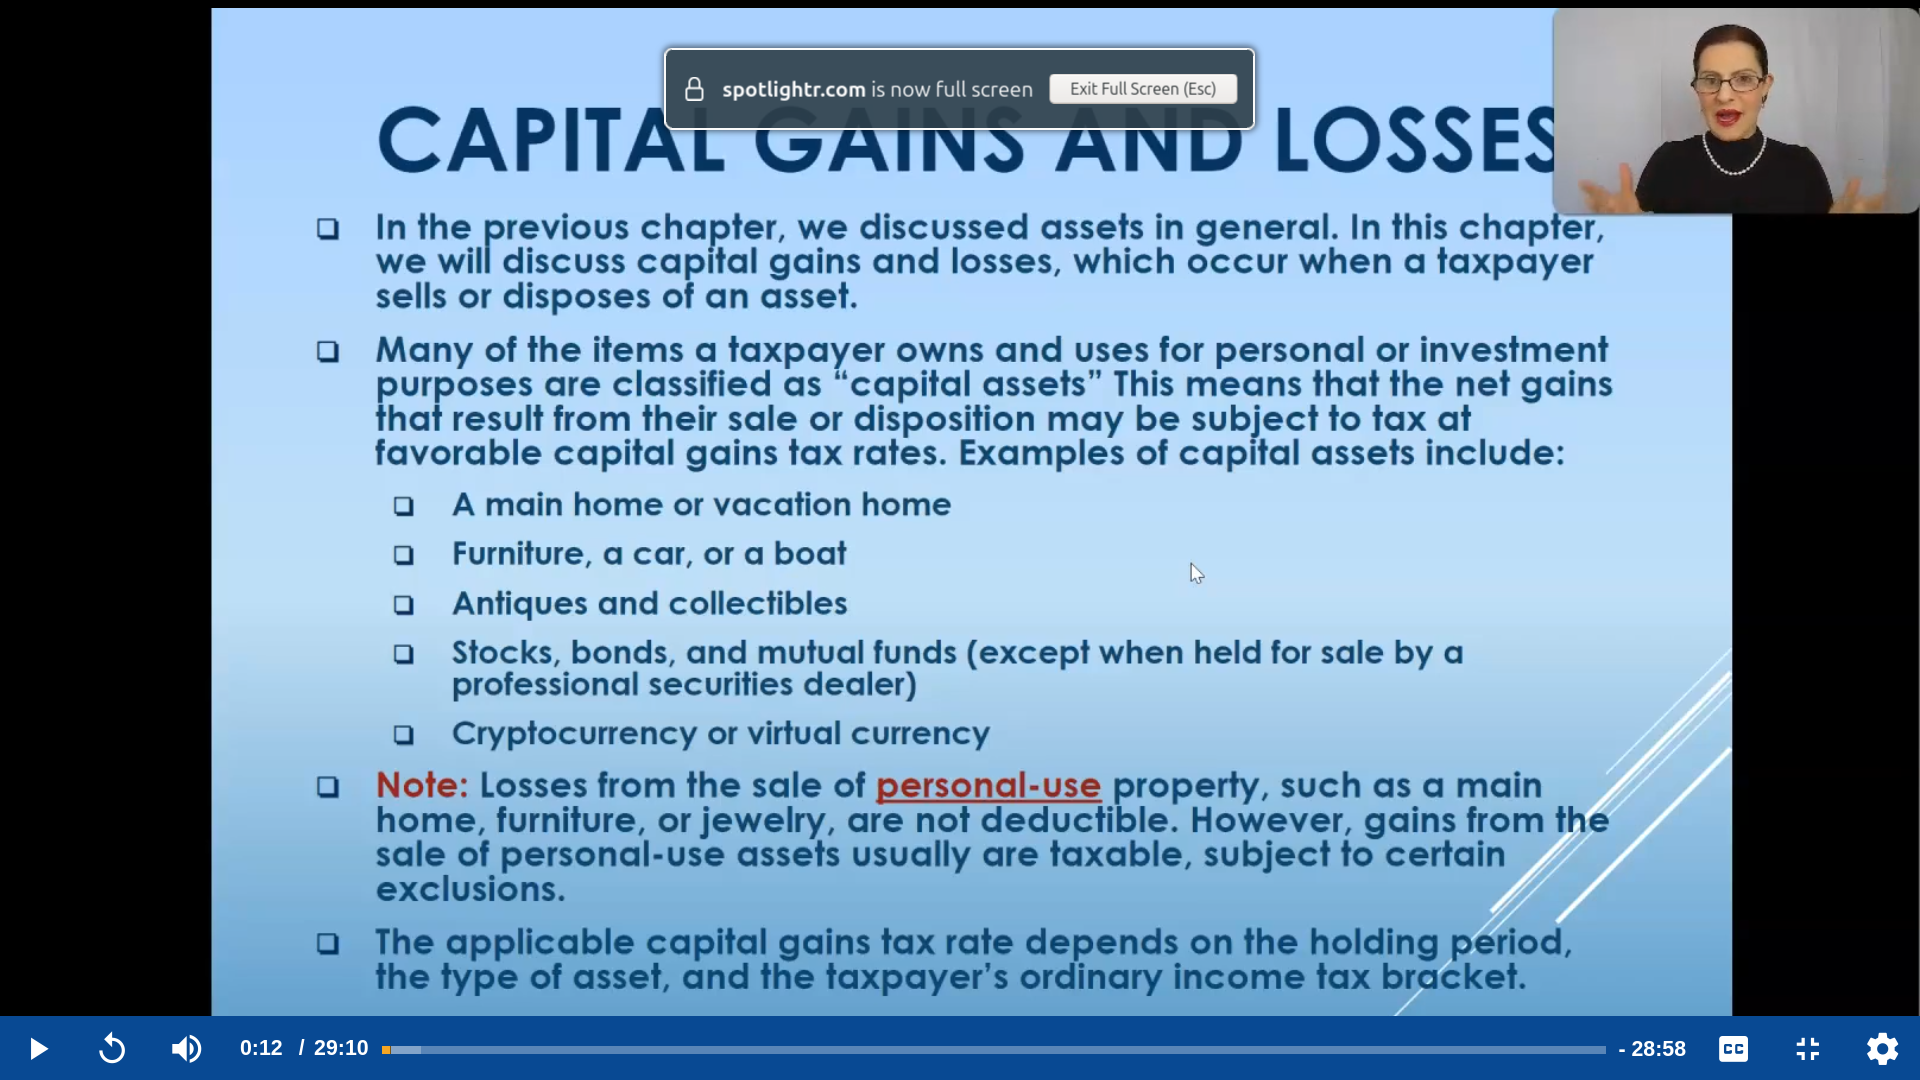 spotlightr.com is now full screen
Exit Full Screen (Esc)
CAPITAL GAINS AND LOSSES
In the previous chapter, we discussed assets in general. In this chapter,
we will discuss capital gains and losses, which occur when a taxpayer
sells or disposes of an asset.
Many of the items a taxpayer owns and uses for personal or investment
purposes are classified as “capital assets” This means that the net gains
that result from their sale or disposition may be subject to tax at
favorable capital gains tax rates. Examples of capital assets include:
A main home or vacation home
Furniture, a car, or a boat
Antiques and collectibles
Stocks, bonds, and mutual funds (except when held for sale by a
professional securities dealer)
Cryptocurrency or virtual currency
Note: Losses from the sale of personal-use property, such as a main
home, furniture, or jewelry, are not deductible. However, gains from the
sale of personal-use assets usually are taxable, subject to certain
exclusions.
The applicable capital gains tax rate depends on the holding period,
the type of asset, and the taxpayer’s ordinary income tax bracket.
0:12 / 29:10
- 28:58
CC